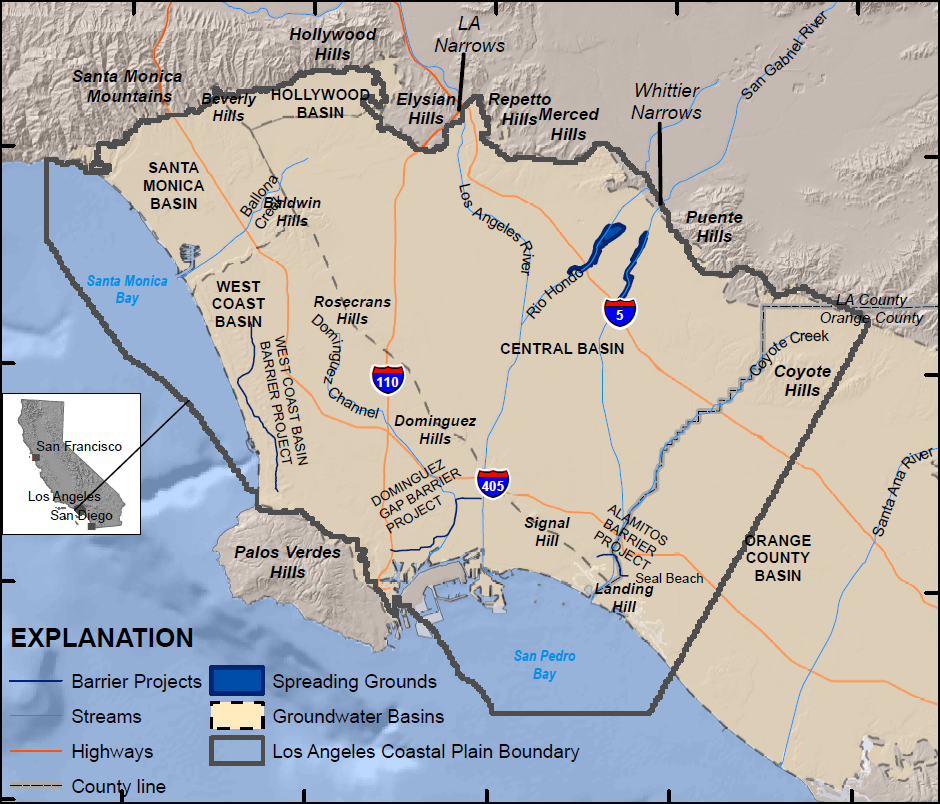 Hollywood
Hills
LA
Narrows
San Gabriel River
Santa Monica
Mountains
Beverly
Hills
HOLLYWOOD
BASIN
Elysian
Hills
Repetto
Hills
Merced
Hills
Whittier
Narrows
SANTA
MONICA
BASIN
Ballona
Creek
Baldwin
Hills
Los Angeles River
Puente
Hills
Santa Monica
Bay
WEST
COAST
BASIN
Rosecrans
Hills
Rio Hondo
5
LA County
Orange County
CENTRAL BASIN
Coyote Creek
Coyote
Hills
WEST COAST BASIN
BARRIER PROJECT
Dominguez
Channel
110
Dominguez
Hills
San Francisco
Los Angeles
San Diego
DOMINGUEZ
GAP BARRIER
PROJECT
405
Santa Ana River
Signal
Hill
ALAMITOS
BARRIER
PROJECT
ORANGE
COUNTY
BASIN
Palos Verdes
Hills
Seal Beach
Landing
Hill
San Pedro
Bay
EXPLANATION
Barrier Projects
Spreading Grounds
Streams
Groundwater Basins
Highways
Los Angeles Coastal Plain Boundary
County line